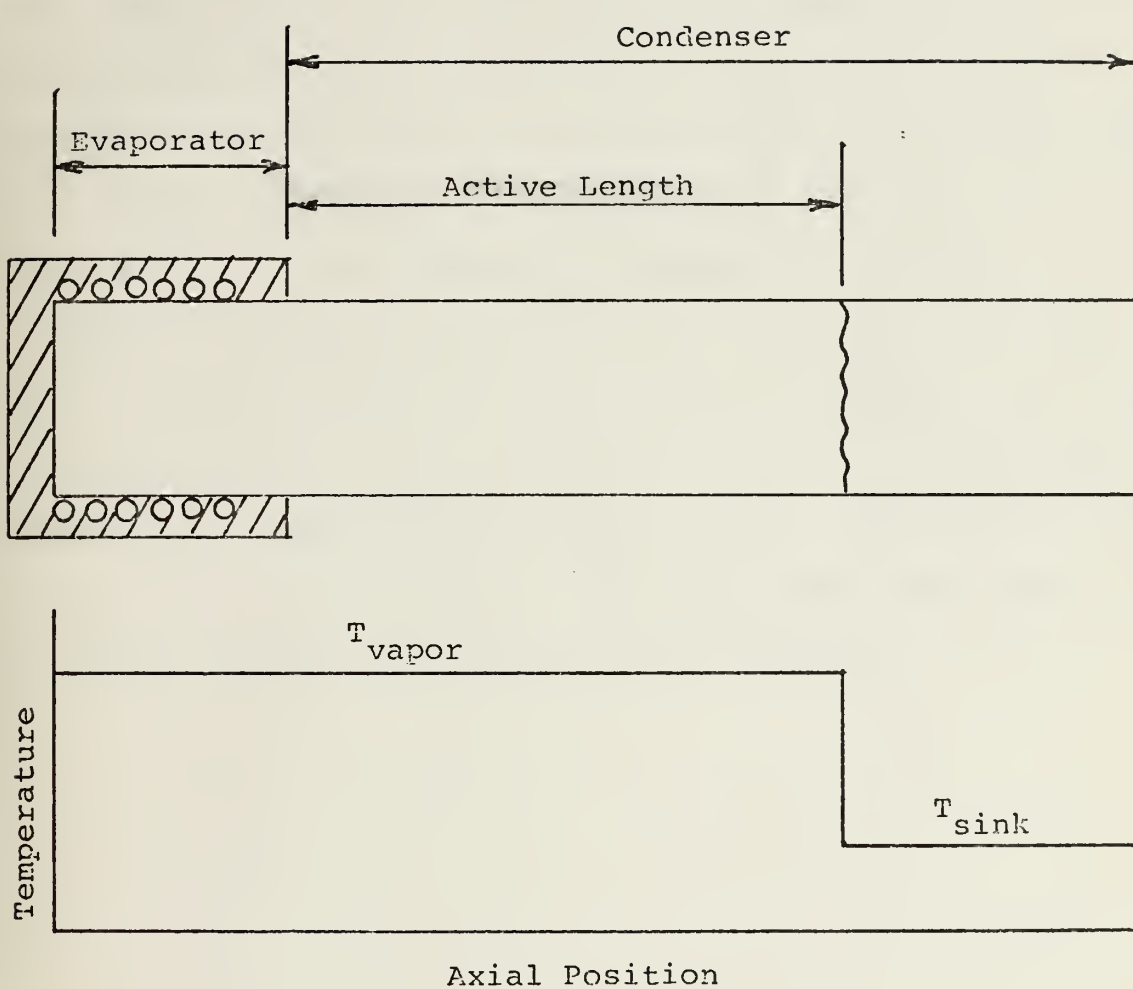 Condenser
Evaporator
Active Length
T vapor
T sink
Temperature
Axial Position